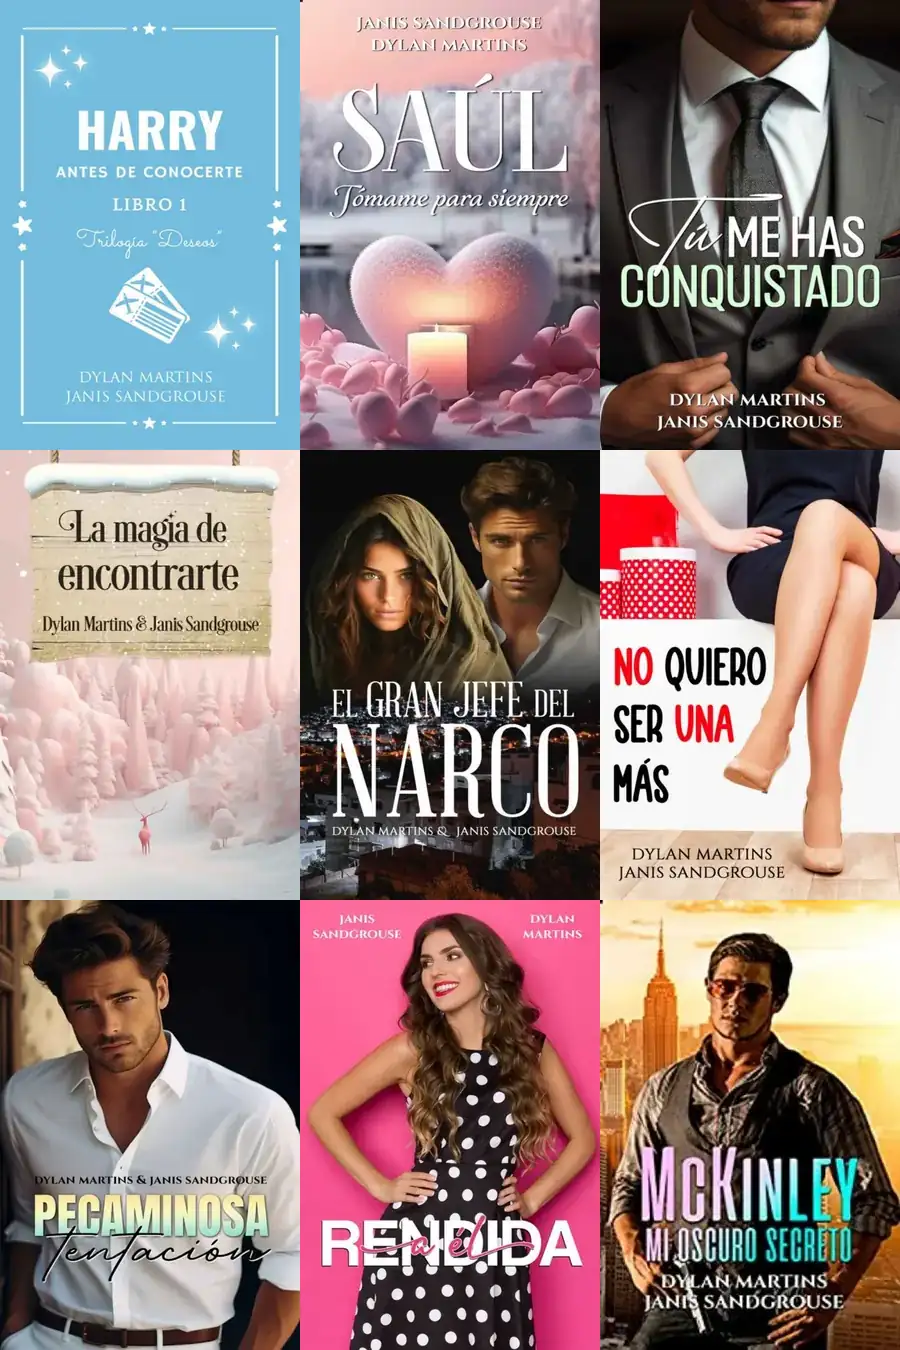 HARRY
ANTES DE CONOCERTE
LIBRO 1
Trilogía "Deseos"
DYLAN MARTINS
JANIS SANDGROUSE
JANIS SANDGROUSE
DYLAN MARTINS
SAÚL
Tómame para siempre
Tú ME HAS
CONQUISTADO
DYLAN MARTINS
JANIS SANDGROUSE
La magia de
encontrarte
Dylan Martins & Janis Sandgrouse
EL GRAN JEFE DEL
NARCO
DYLAN MARTINS & JANIS SANDGROUSE
NO QUIERO
SER UNA
MÁS
DYLAN MARTINS
JANIS SANDGROUSE
DYLAN MARTINS & JANIS SANDGROUSE
PECAMINOSA
tentación
JANIS
SANDGROUSE
DYLAN
MARTINS
RENDIDA
a él
MCKINLEY
MI OSCURO SECRETO
DYLAN MARTINS
JANIS SANDGROUSE